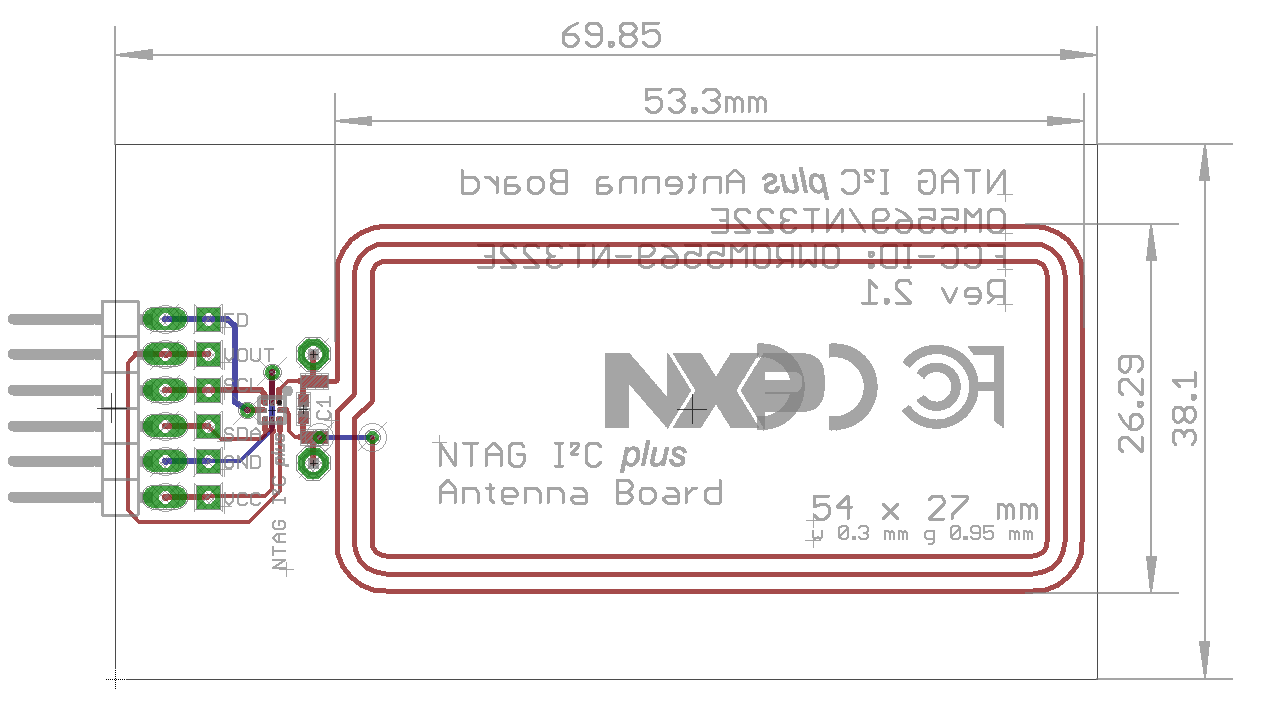 69.85
53.3mm
NTAG I²C plus Antenna Board
OM5569/NT322E
FCC-ID: OWROM5569-NT322E
Rev 2.1
FD
VOUT
SCL
SDA
GND
VCC
C1
NTAG I²C plus
NXP
CE
FC
NTAG I²C plus
Antenna Board
54 x 27 mm
w 0.3 mm g 0.95 mm
26.29
38.1